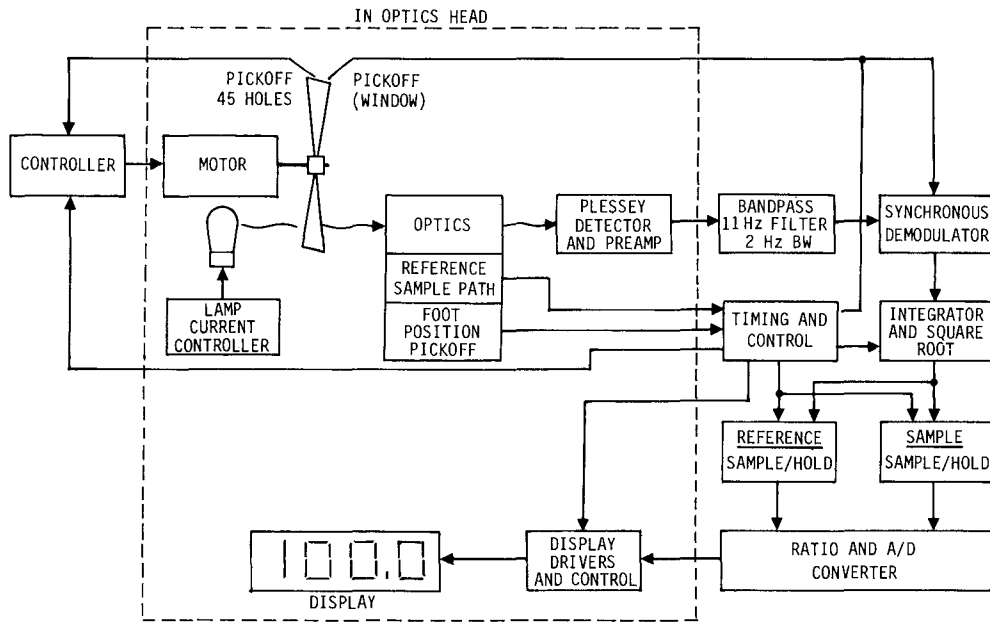 IN OPTICS HEAD
PICKOFF
45 HOLES
PICKOFF
(WINDOW)
CONTROLLER
MOTOR
OPTICS
PLESSEY
DETECTOR
AND PREAMP
BANDPASS
11 Hz FILTER
2 Hz BW
SYNCHRONOUS
DEMODULATOR
REFERENCE
SAMPLE PATH
LAMP
CURRENT
CONTROLLER
FOOT
POSITION
PICKOFF
TIMING AND
CONTROL
INTEGRATOR
AND SQUARE
ROOT
REFERENCE
SAMPLE/HOLD
SAMPLE
SAMPLE/HOLD
100.0
DISPLAY
DISPLAY
DRIVERS
AND CONTROL
RATIO AND A/D
CONVERTER